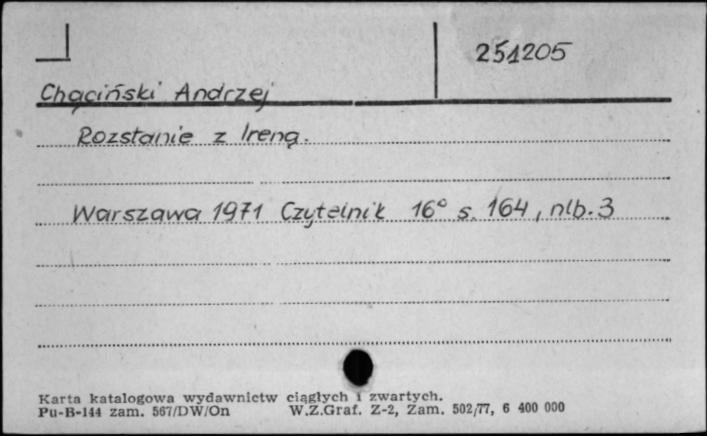 251205
Chąciński Andrzej
Rozstanie z Ireną.
Warszawa 1971 Czytelnik 16° s. 164, nlb. 3
Karta katalogowa wydawnictw ciągłych i zwartych.
Pu-B-144 zam. 567/DW/On W.Z.Graf. Z-2, Zam. 502/77, 6 400 000